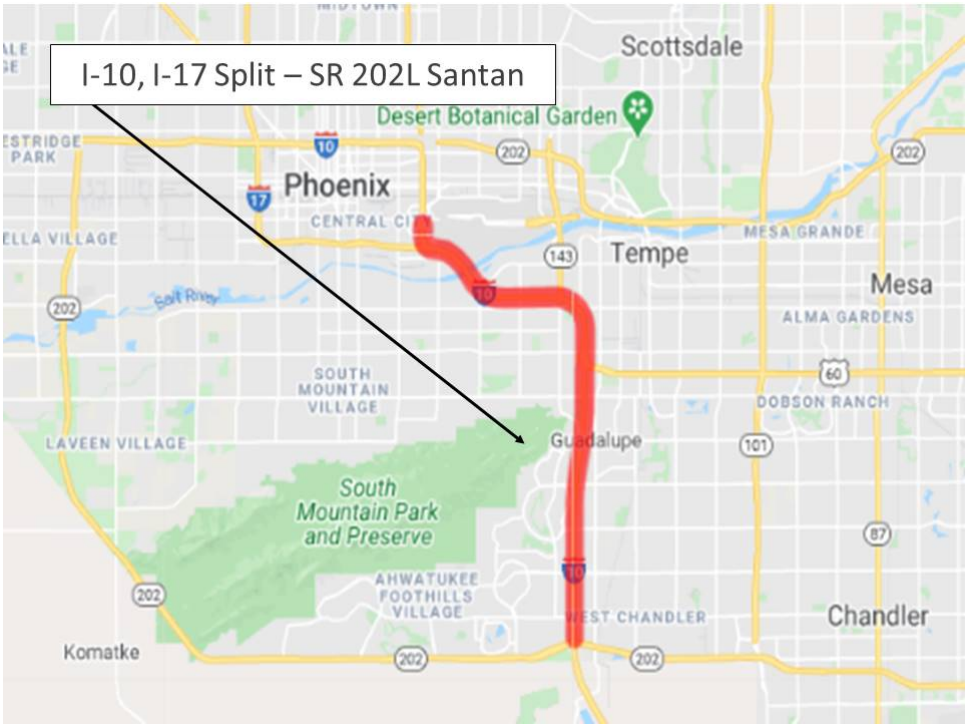 MIDTOWN
Scottsdale
I-10, I-17 Split – SR 202L Santan
Desert Botanical Garden
ESTRIDGE
PARK
10
202
202
Phoenix
17
CENTRAL CI
ELLA VILLAGE
MESA GRANDE
143
Tempe
Mesa
Salt River
10
202
ALMA GARDENS
SOUTH
MOUNTAIN
VILLAGE
60
DOBSON RANCH
LAVEEN VILLAGE
Guadalupe
101
South
Mountain Park
and Preserve
87
10
AHWATUKEE
FOOTHILLS
VILLAGE
202
WEST CHANDLER
Chandler
Komatke
202
202